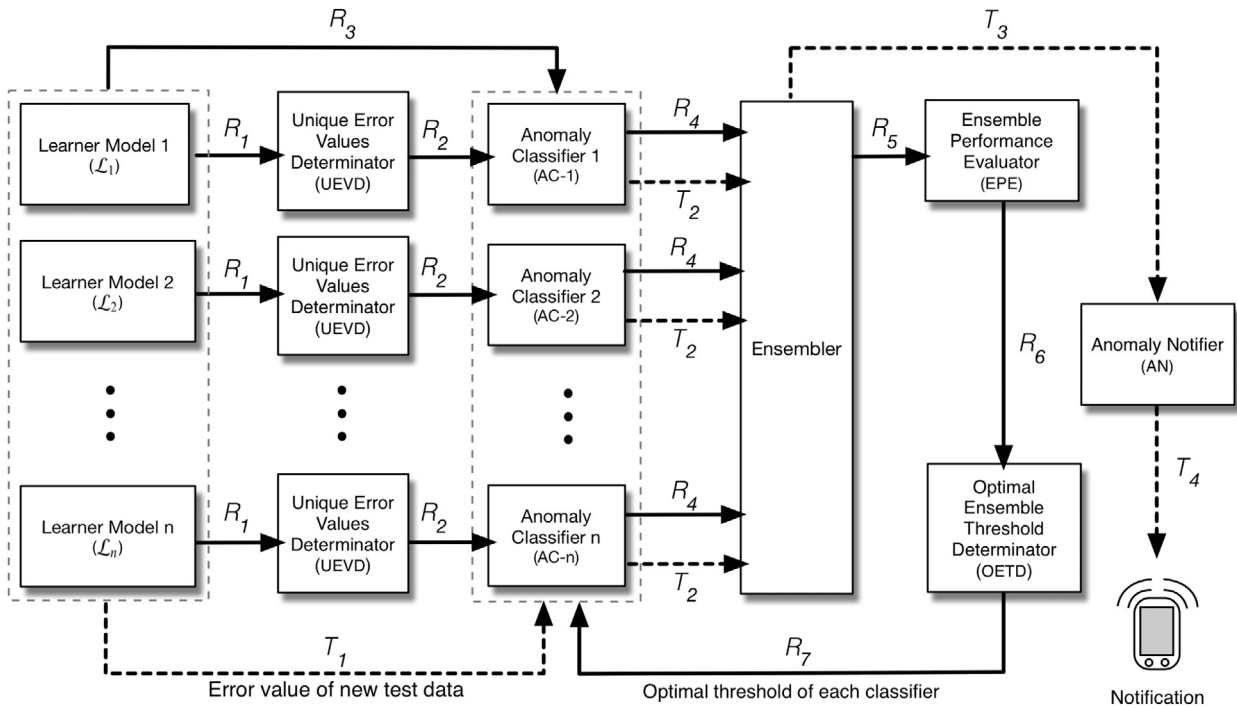 R3
T3
Learner Model 1
(ℒ1)
R1
Unique Error
Values
Determinator
(UEVD)
R2
Anomaly
Classifier 1
(AC-1)
R4
T2
R5
Ensemble
Performance
Evaluator
(EPE)
Learner Model 2
(ℒ2)
R1
Unique Error
Values
Determinator
(UEVD)
R2
Anomaly
Classifier 2
(AC-2)
R4
T2
Ensembler
R6
Anomaly Notifier
(AN)
Learner Model n
(ℒn)
R1
Unique Error
Values
Determinator
(UEVD)
R2
Anomaly
Classifier n
(AC-n)
R4
T2
Optimal
Ensemble
Threshold
Determinator
(OETD)
T4
T1
Error value of new test data
R7
Optimal threshold of each classifier
Notification